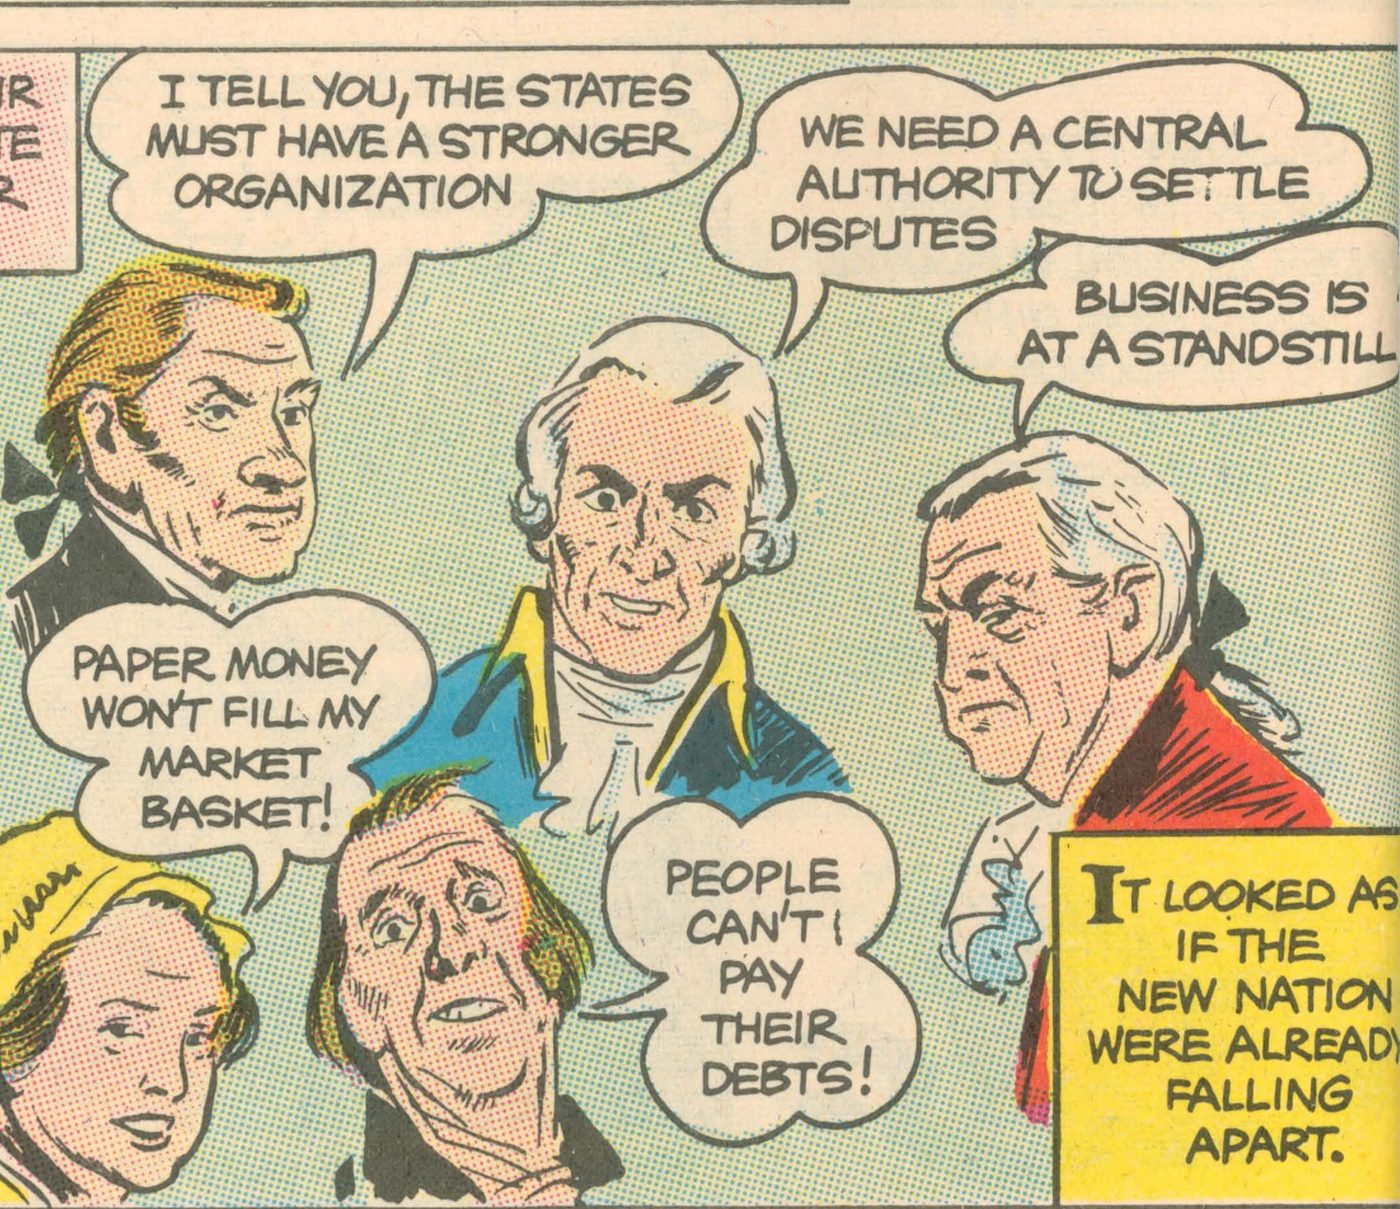 I TELL YOU, THE STATES
MUST HAVE A STRONGER
ORGANIZATION
WE NEED A CENTRAL
AUTHORITY TO SETTLE
DISPUTES
BUSINESS IS
AT A STANDSTILL
PAPER MONEY
WON'T FILL MY
MARKET
BASKET!
PEOPLE
CAN'T
PAY
THEIR
DEBTS!
IT LOOKED AS
IF THE
NEW NATION
WERE ALREADY
FALLING
APART.